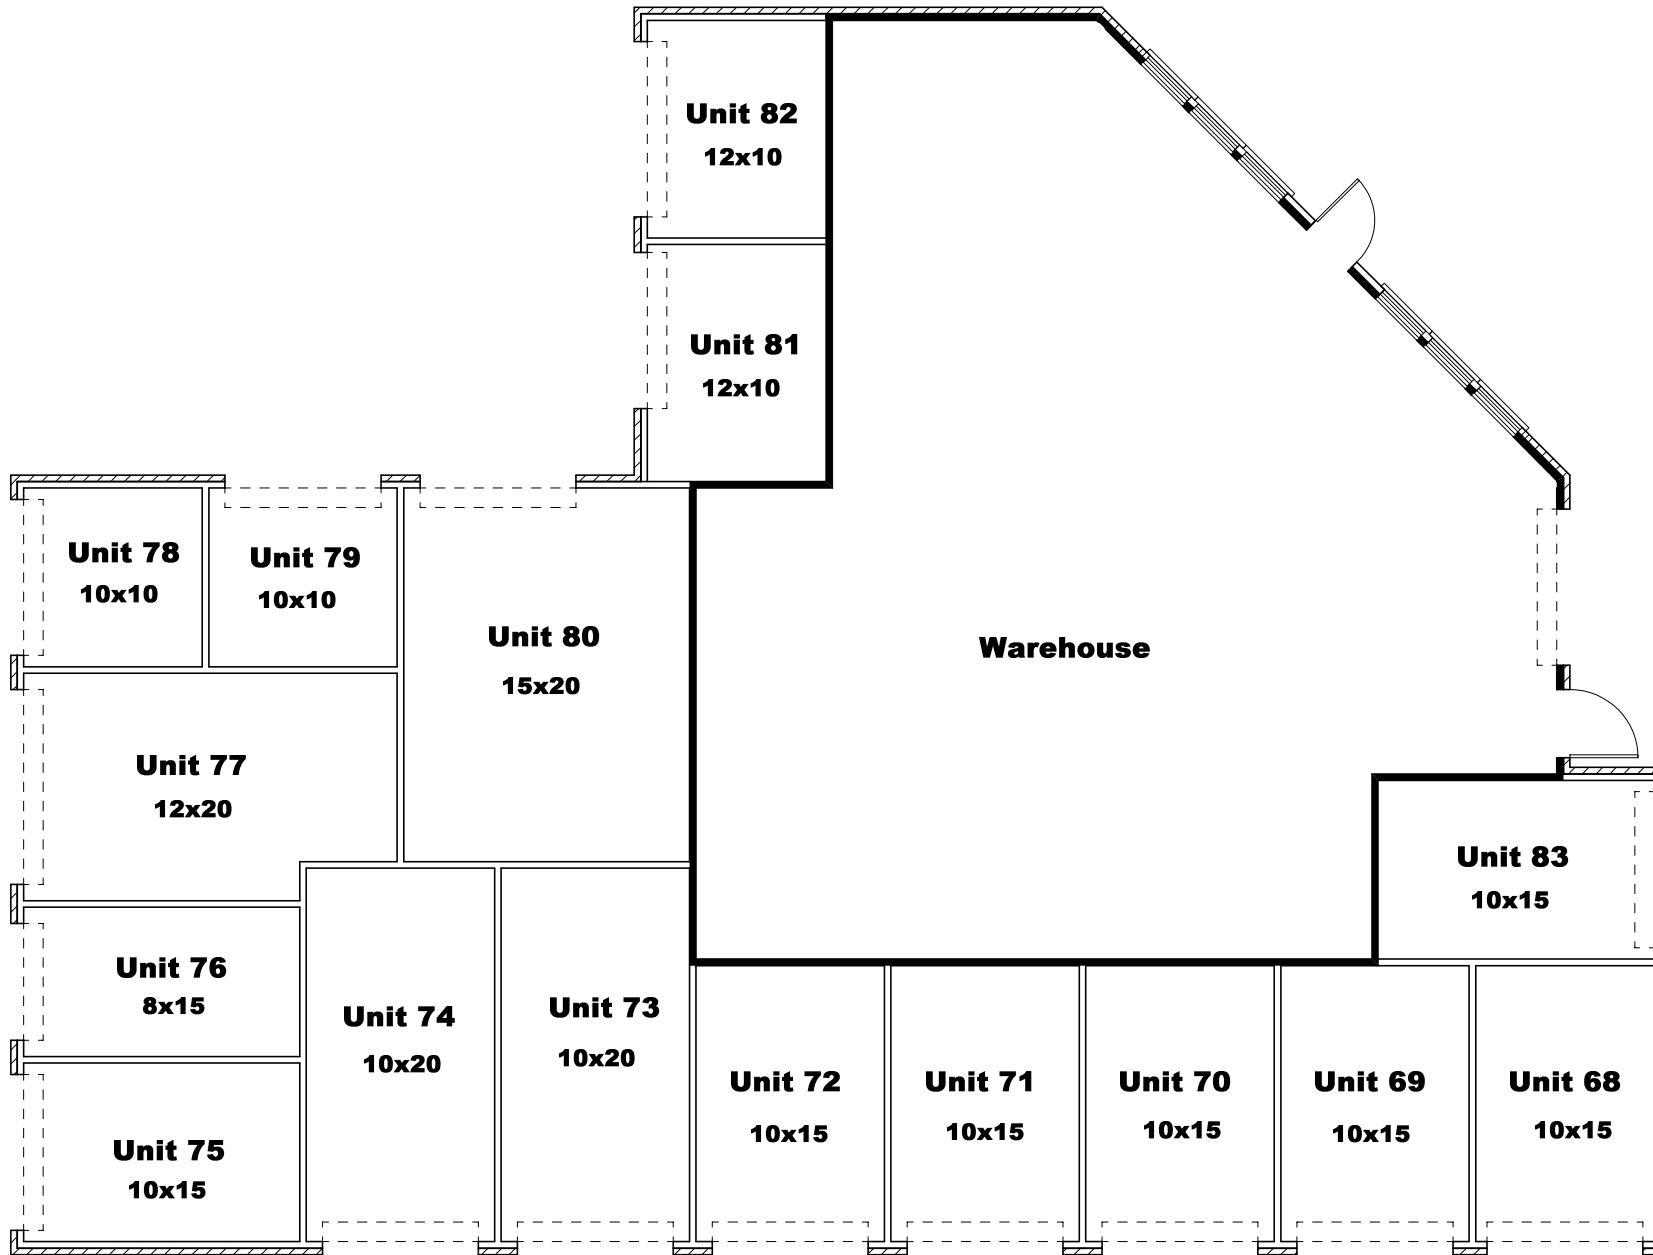 Unit 82
12x10
Unit 81
12x10
Unit 78
10x10
Unit 79
10x10
Unit 80
15x20
Warehouse
Unit 77
12x20
Unit 83
10x15
Unit 76
8x15
Unit 74
10x20
Unit 73
10x20
Unit 75
10x15
Unit 72
10x15
Unit 71
10x15
Unit 70
10x15
Unit 69
10x15
Unit 68
10x15